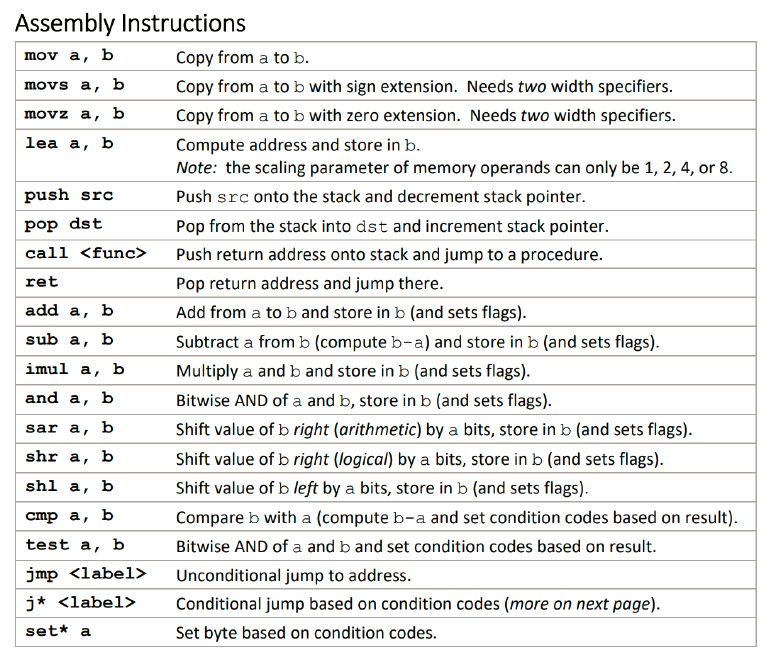 Assembly Instructions
mov a, b Copy from a to b.
movs a, b Copy from a to b with sign extension. Needs two width specifiers.
movz a, b Copy from a to b with zero extension. Needs two width specifiers.
lea a, b Compute address and store in b.
Note: the scaling parameter of memory operands can only be 1, 2, 4, or 8.
push src Push src onto the stack and decrement stack pointer.
pop dst Pop from the stack into dst and increment stack pointer.
call <func> Push return address onto stack and jump to a procedure.
ret Pop return address and jump there.
add a, b Add from a to b and store in b (and sets flags).
sub a, b Subtract a from b (compute b-a) and store in b (and sets flags).
imul a, b Multiply a and b and store in b (and sets flags).
and a, b Bitwise AND of a and b, store in b (and sets flags).
sar a, b Shift value of b right (arithmetic) by a bits, store in b (and sets flags).
shr a, b Shift value of b right (logical) by a bits, store in b (and sets flags).
shl a, b Shift value of b left by a bits, store in b (and sets flags).
cmp a, b Compare b with a (compute b-a and set condition codes based on result).
test a, b Bitwise AND of a and b and set condition codes based on result.
jmp <label> Unconditional jump to address.
j* <label> Conditional jump based on condition codes (more on next page).
set* a Set byte based on condition codes.